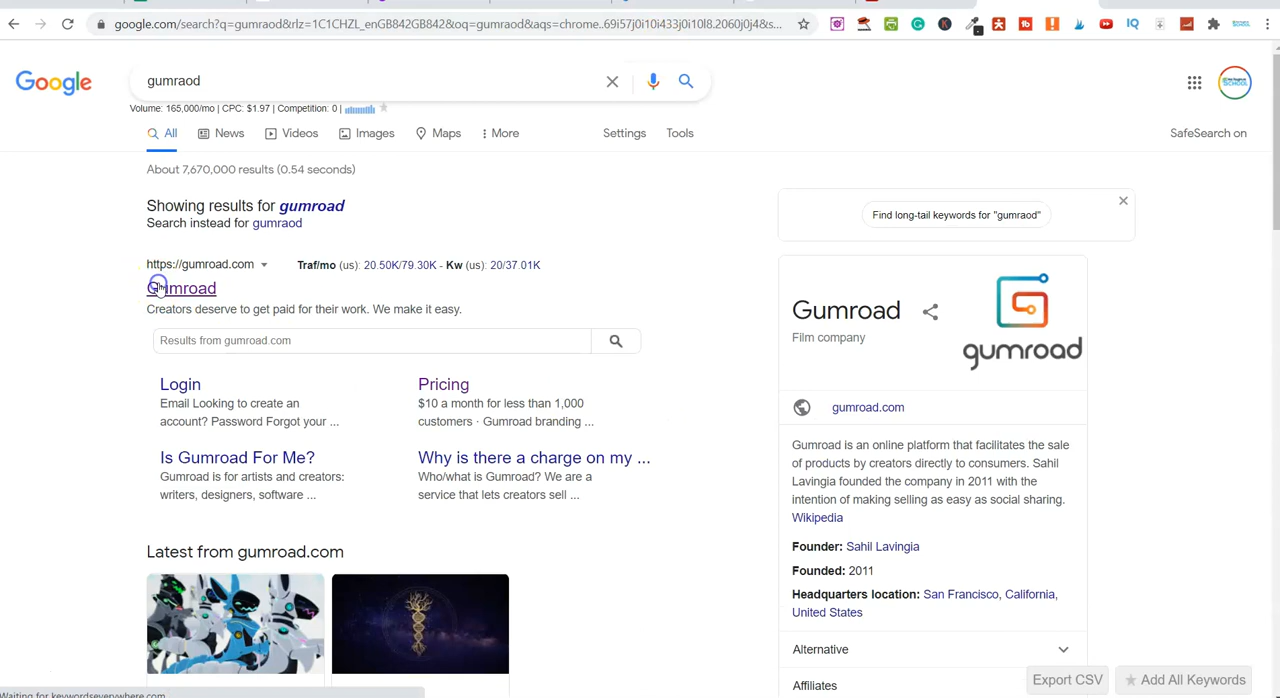 google.com/search?q=gumraod&rlz=1C1CHZL_enGB842GB842&oq=gumraod&aqs=chrome..69i57j0i10i433j0i10l8.2060j0j4&s...
Google
gumraod
Volume: 165,000/mo | CPC: $1.97 | Competition: 0 |
All
News
Videos
Images
Maps
More
Settings
Tools
SafeSearch on
About 7,670,000 results (0.54 seconds)
Showing results for gumroad
Search instead for gumraod
https://gumroad.com
Traf/mo (us): 20.50K/79.30K - Kw (us): 20/37.01K
Gumroad
Creators deserve to get paid for their work. We make it easy.
Results from gumroad.com
Login
Email Looking to create an
account? Password Forgot your ...
Pricing
$10 a month for less than 1,000
customers · Gumroad branding ...
Is Gumroad For Me?
Gumroad is for artists and creators:
writers, designers, software ...
Why is there a charge on my ...
Who/what is Gumroad? We are a
service that lets creators sell ...
Latest from gumroad.com
Find long-tail keywords for "gumraod"
Gumroad
Film company
gumroad
gumroad.com
Gumroad is an online platform that facilitates the sale
of products by creators directly to consumers. Sahil
Lavingia founded the company in 2011 with the
intention of making selling as easy as social sharing.
Wikipedia
Founder: Sahil Lavingia
Founded: 2011
Headquarters location: San Francisco, California,
United States
Alternative
Affiliates
Export CSV
Add All Keywords
Waiting for keywordseverywhere.com